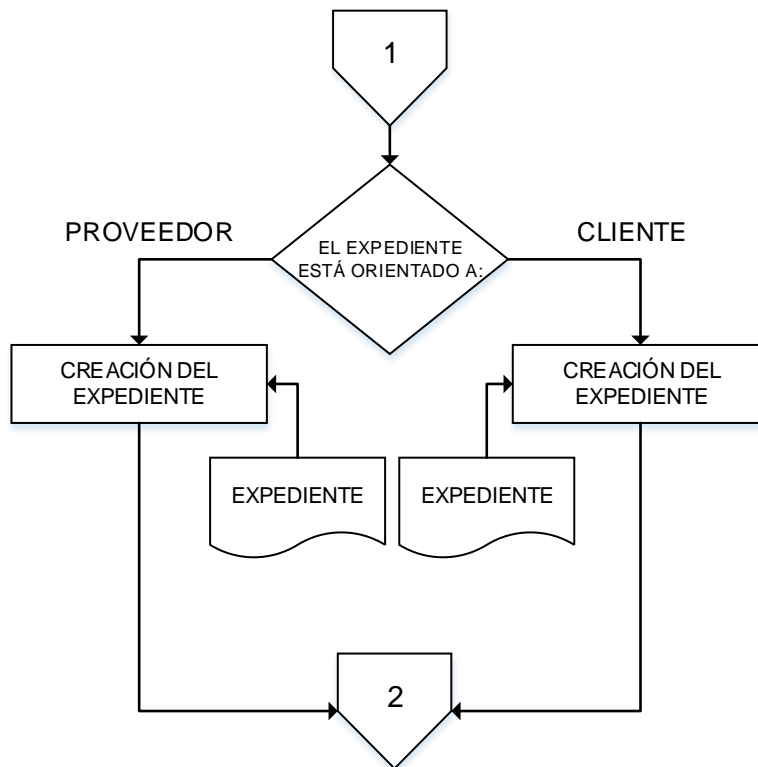 1
PROVEEDOR
CLIENTE
EL EXPEDIENTE
ESTÁ ORIENTADO A:
CREACIÓN DEL
EXPEDIENTE
CREACIÓN DEL
EXPEDIENTE
EXPEDIENTE
EXPEDIENTE
2